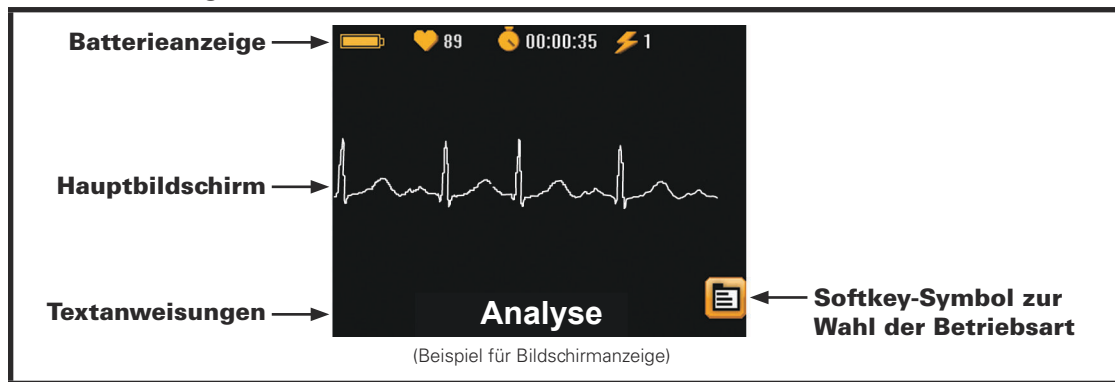 Batterieanzeige
89 00:00:35 1
Hauptbildschirm
Textanweisungen
Analyse
Softkey-Symbol zur
Wahl der Betriebsart
(Beispiel für Bildschirmanzeige)